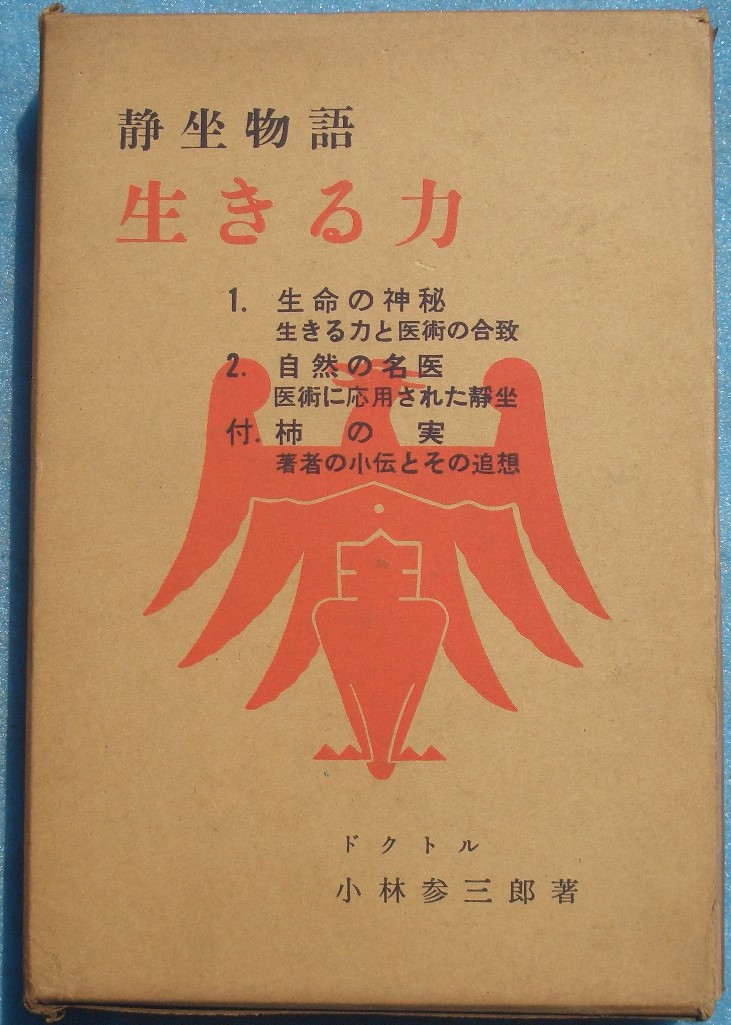 静坐物語
生きる力
1. 生命の神秘
生きる力と医術の合致
2. 自然の名医
医術に応用された靜坐
付. 柿の実
著者の小伝とその追想
ドクトル
小林参三郎著